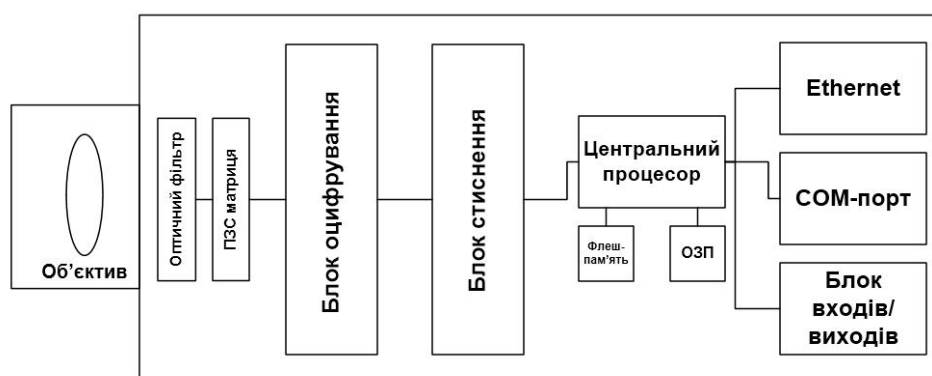 Об’єктив
Оптичний фільтр
ПЗС матриця
Блок оцифрування
Блок стиснення
Центральний
процесор
Флеш-
пам’ять
ОЗП
Ethernet
COM-порт
Блок
входів/
виходів